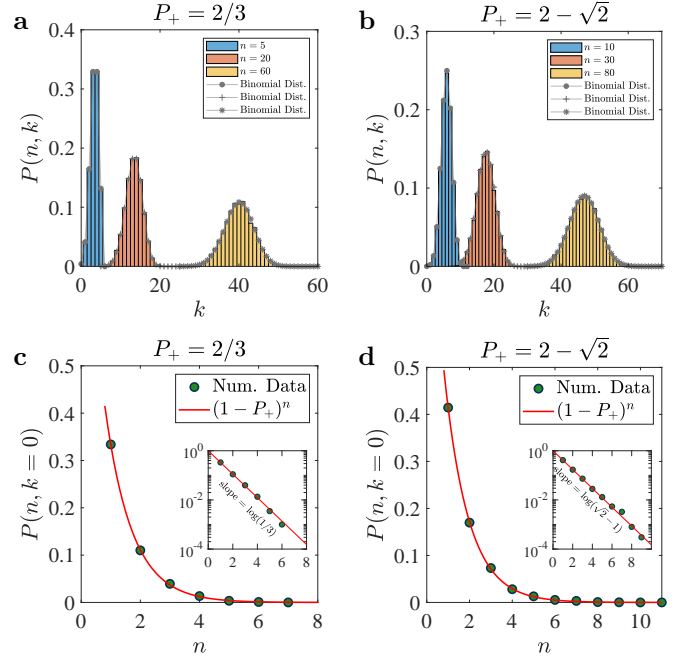 a
P₊ = 2/3
0.4
0.3
0.2
0.1
0
P(n, k)
n = 5
n = 20
n = 60
Binomial Dist.
Binomial Dist.
Binomial Dist.
0 20 40 60
k
b
P₊ = 2 − √2
0.3
0.2
0.1
0
P(n, k)
n = 10
n = 30
n = 80
Binomial Dist.
Binomial Dist.
Binomial Dist.
0 20 40 60
k
c
P₊ = 2/3
0.5
0.4
0.3
0.2
0.1
0
P(n, k = 0)
Num. Data
(1 − P₊)ⁿ
10⁰
10⁻²
10⁻⁴
slope = log(1/3)
0 2 4 6 8
0 2 4 6 8
n
d
P₊ = 2 − √2
0.5
0.4
0.3
0.2
0.1
0
P(n, k = 0)
Num. Data
(1 − P₊)ⁿ
10⁰
10⁻²
10⁻⁴
slope = log(√2−1)
0 2 4 6 8 10
0 2 4 6 8 10
n